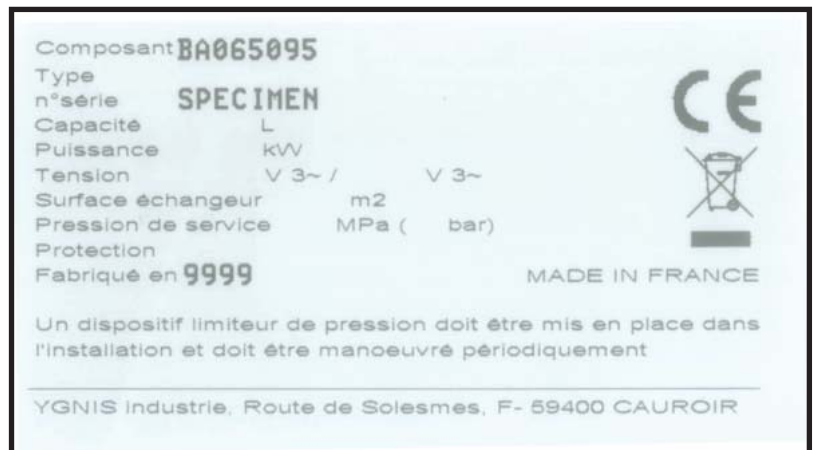 Composant BA065095
Type
n°série SPECIMEN
Capacité L
Puissance kW
Tension V 3~ / V 3~
Surface échangeur m2
Pression de service MPa ( bar)
Protection
Fabriqué en 9999 MADE IN FRANCE
CE
Un dispositif limiteur de pression doit être mis en place dans
l'installation et doit être manoeuvré périodiquement
YGNIS industrie, Route de Solesmes, F- 59400 CAUROIR